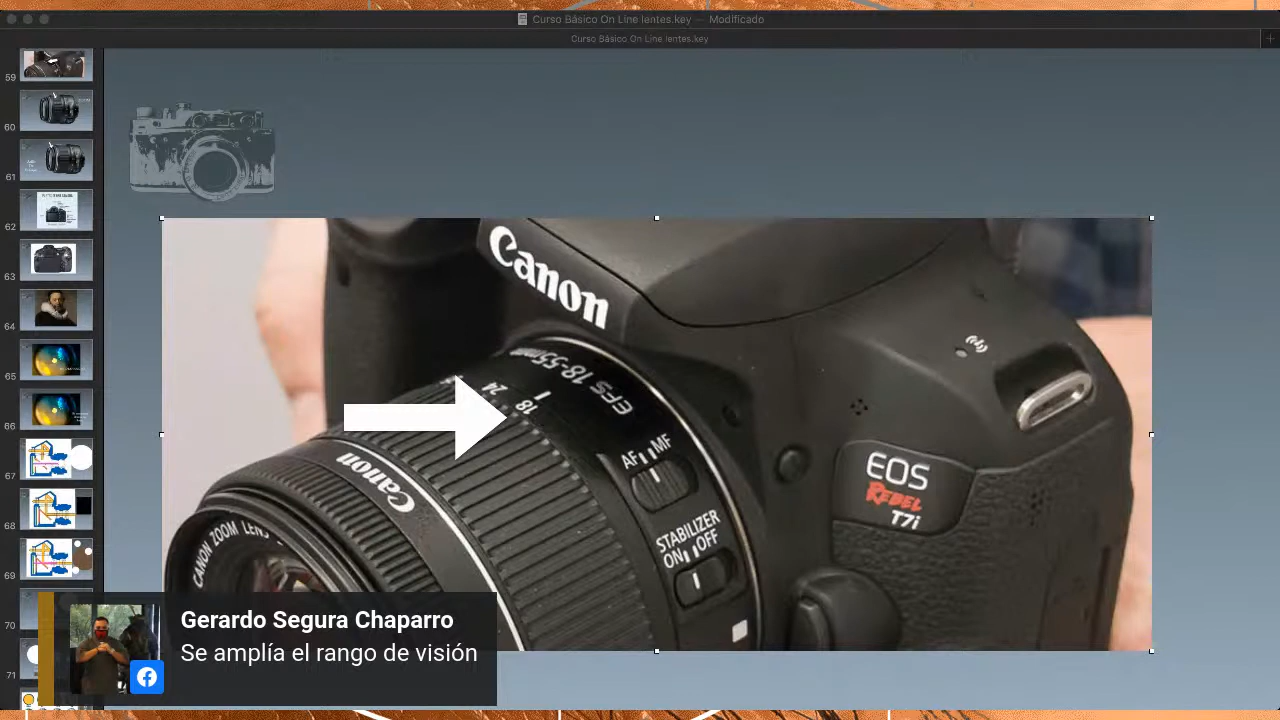 Curso Básico On Line lentes.key — Modificado
Curso Básico On Line lentes.key
+
59
60
61
62
63
64
65
66
67
68
69
70
71
Canon
EFS 18-55mm
24
18
AF MF
STABILIZER
ON OFF
Canon
CANON ZOOM LENS
EOS
REBEL
T7i
Gerardo Segura Chaparro
Se amplía el rango de visión